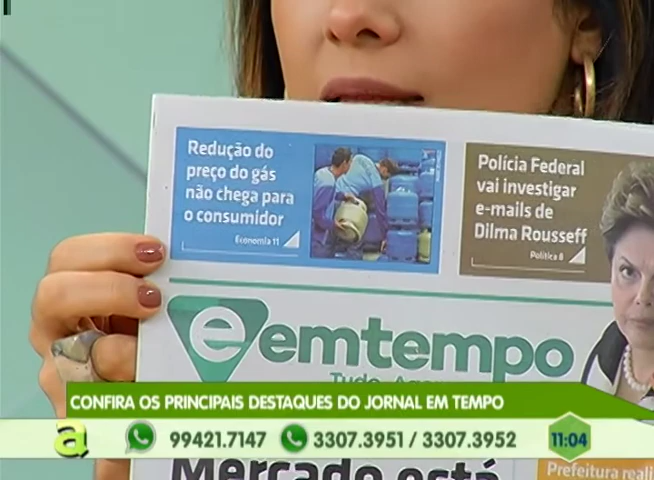 Redução do
preço do gás
não chega para
o consumidor
Economia 11
Polícia Federal
vai investigar
e-mails de
Dilma Rousseff
Política 8
e emtempo
CONFIRA OS PRINCIPAIS DESTAQUES DO JORNAL EM TEMPO
a 99421.7147 3307.3951 / 3307.3952 11:04
Mercado está
Prefeitura reali